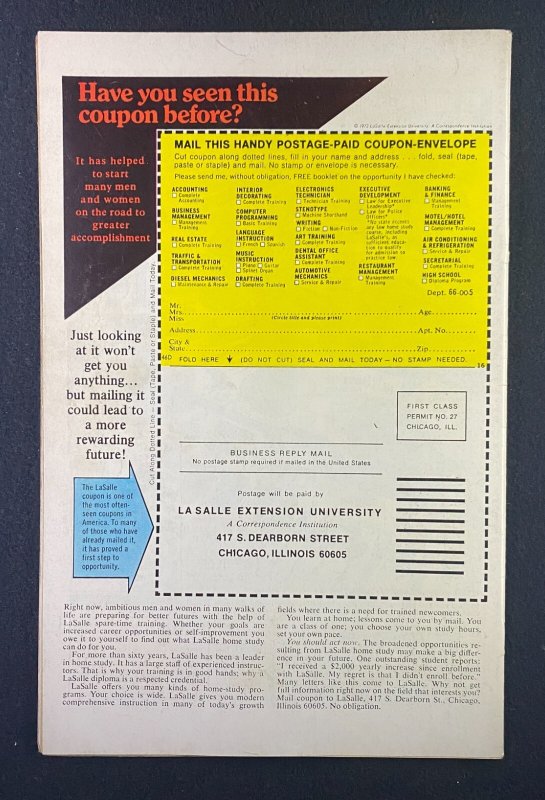 Have you seen this
coupon before?
© 1972 LaSalle Extension University A Correspondence Institution
It has helped
to start
many men
and women
on the road to
greater
accomplishment
MAIL THIS HANDY POSTAGE-PAID COUPON-ENVELOPE
Cut coupon along dotted lines, fill in your name and address . . . fold, seal (tape,
paste or staple) and mail. No stamp or envelope is necessary.
Please send me, without obligation, FREE booklet on the opportunity I have checked:
ACCOUNTING
Complete
Accounting
BUSINESS
MANAGEMENT
Management
Training
REAL ESTATE
Complete Training
TRAFFIC &
TRANSPORTATION
Complete Training
DIESEL MECHANICS
Maintenance & Repair
INTERIOR
DECORATING
Complete Training
COMPUTER
PROGRAMMING
Basic Training
LANGUAGE
INSTRUCTION
French Spanish
MUSIC
INSTRUCTION
Piano Guitar
Spinet Organ
DRAFTING
Complete Training
ELECTRONICS
TECHNICIAN
Technician Training
STENOTYPE
Machine Shorthand
WRITING
Fiction Non-Fiction
ART TRAINING
Complete Training
DENTAL OFFICE
ASSISTANT
Complete Training
AUTOMOTIVE
MECHANICS
Service & Repair
EXECUTIVE
DEVELOPMENT
Law for Executive
Leadership*
Law for Police
Officers*
*No state accepts
any law home study
course, including
LaSalle's, as
sufficient educa-
tion to qualify
for admission to
practice law.
RESTAURANT
MANAGEMENT
Management
Training
BANKING
& FINANCE
Management
Training
MOTEL/HOTEL
MANAGEMENT
Complete Training
AIR CONDITIONING
& REFRIGERATION
Service & Repair
SECRETARIAL
Complete Training
HIGH SCHOOL
Diploma Program
Dept. 66-005
Mr.
Mrs.
Miss Age
(Circle title and please print)
Address Apt. No.
City &
State Zip
46D FOLD HERE (DO NOT CUT) SEAL AND MAIL TODAY — NO STAMP NEEDED. 16
Cut Along Dotted Line — Seal (Tape, Paste or Staple) and Mail Today
Just looking
at it won't
get you
anything...
but mailing it
could lead to
a more
rewarding
future!
The LaSalle
coupon is one of
the most often-
seen coupons in
America. To many
of those who have
already mailed it,
it has proved a
first step to
opportunity.
FIRST CLASS
PERMIT NO. 27
CHICAGO, ILL.
BUSINESS REPLY MAIL
No postage stamp required if mailed in the United States
Postage will be paid by
LA SALLE EXTENSION UNIVERSITY
A Correspondence Institution
417 S. DEARBORN STREET
CHICAGO, ILLINOIS 60605
Right now, ambitious men and women in many walks of
life are preparing for better futures with the help of
LaSalle spare-time training. Whether your goals are
increased career opportunities or self-improvement you
owe it to yourself to find out what LaSalle home study
can do for you.
For more than sixty years, LaSalle has been a leader
in home study. It has a large staff of experienced instruc-
tors. That is why your training is in good hands; why a
LaSalle diploma is a respected credential.
LaSalle offers you many kinds of home-study pro-
grams. Your choice is wide. LaSalle gives you modern
comprehensive instruction in many of today's growth
fields where there is a need for trained newcomers.
You learn at home; lessons come to you by mail. You
are a class of one; you choose your own study hours,
set your own pace.
You should act now. The broadened opportunities re-
sulting from LaSalle home study may make a big differ-
ence in your future. One outstanding student reports:
"I received a $2,000 yearly increase since enrollment
with LaSalle. My regret is that I didn't enroll before."
Many letters like this come to LaSalle. Why not get
full information right now on the field that interests you?
Mail coupon to LaSalle, 417 S. Dearborn St., Chicago,
Illinois 60605. No obligation.